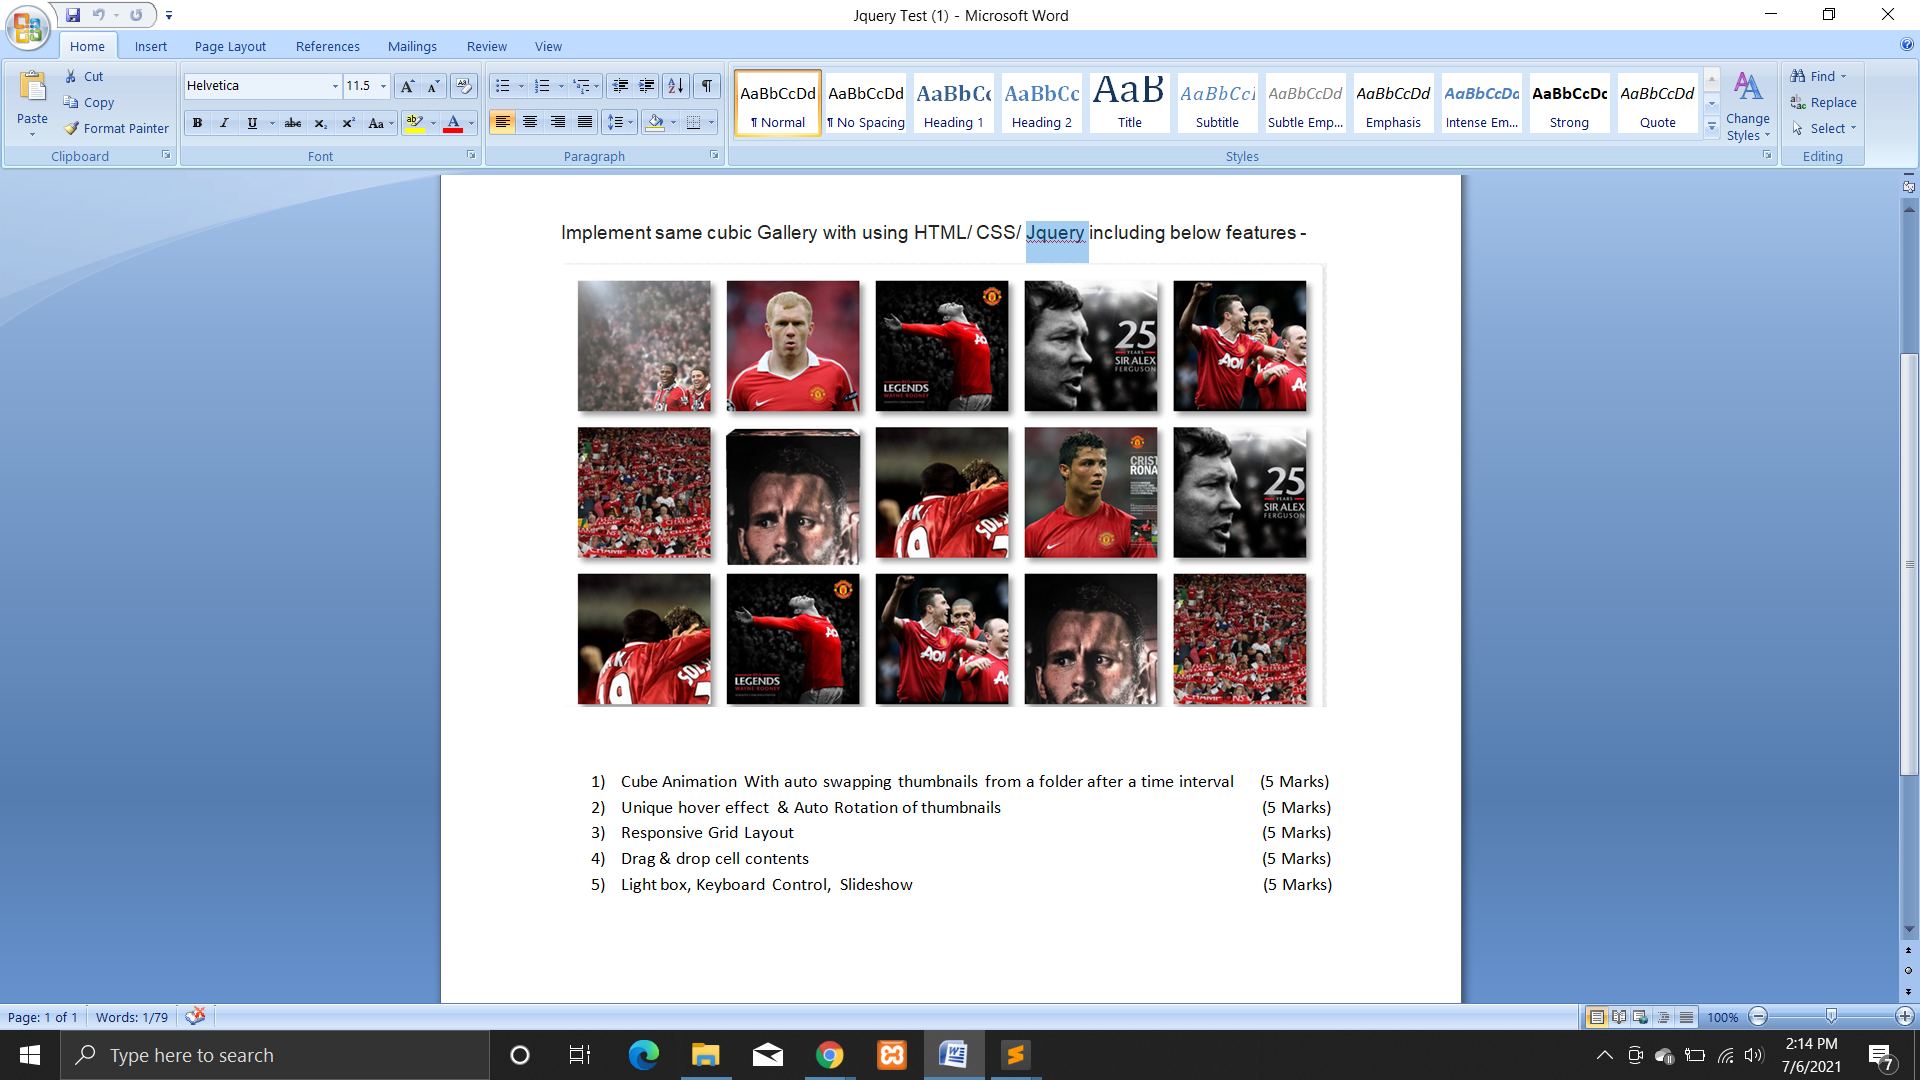 Jquery Test (1) - Microsoft Word
Home Insert Page Layout References Mailings Review View
Paste
Cut
Copy
Format Painter
Clipboard
Helvetica 11.5
B I U abc X₂ X² Aa
Font
Paragraph
AaBbCcDd AaBbCcDd AaBbCc AaBbCc AaB AaBbCcI AaBbCcDd AaBbCcDd AaBbCcDd AaBbCcDc AaBbCcDd
¶ Normal ¶ No Spacing Heading 1 Heading 2 Title Subtitle Subtle Emp... Emphasis Intense Em... Strong Quote
Change
Styles
Styles
Find
Replace
Select
Editing
Implement same cubic Gallery with using HTML/ CSS/ Jquery including below features -
LEGENDS
WAYNE ROONEY
25
YEARS
SIR ALEX
FERGUSON
AON
CRIST
RONA
25
YEARS
SIR ALEX
FERGUSON
LEGENDS
WAYNE ROONEY
AON
1) Cube Animation With auto swapping thumbnails from a folder after a time interval (5 Marks)
2) Unique hover effect & Auto Rotation of thumbnails (5 Marks)
3) Responsive Grid Layout (5 Marks)
4) Drag & drop cell contents (5 Marks)
5) Light box, Keyboard Control, Slideshow (5 Marks)
Page: 1 of 1 Words: 1/79
100%
Type here to search
2:14 PM
7/6/2021
7